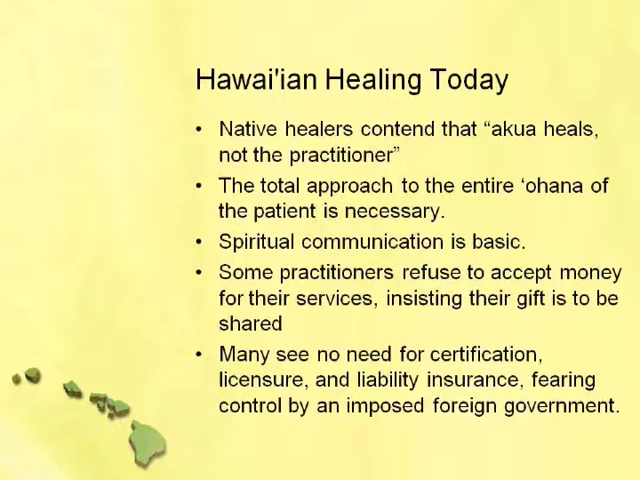 Hawai'ian Healing Today
• Native healers contend that “akua heals,
not the practitioner”
• The total approach to the entire ‘ohana of
the patient is necessary.
• Spiritual communication is basic.
• Some practitioners refuse to accept money
for their services, insisting their gift is to be
shared
• Many see no need for certification,
licensure, and liability insurance, fearing
control by an imposed foreign government.